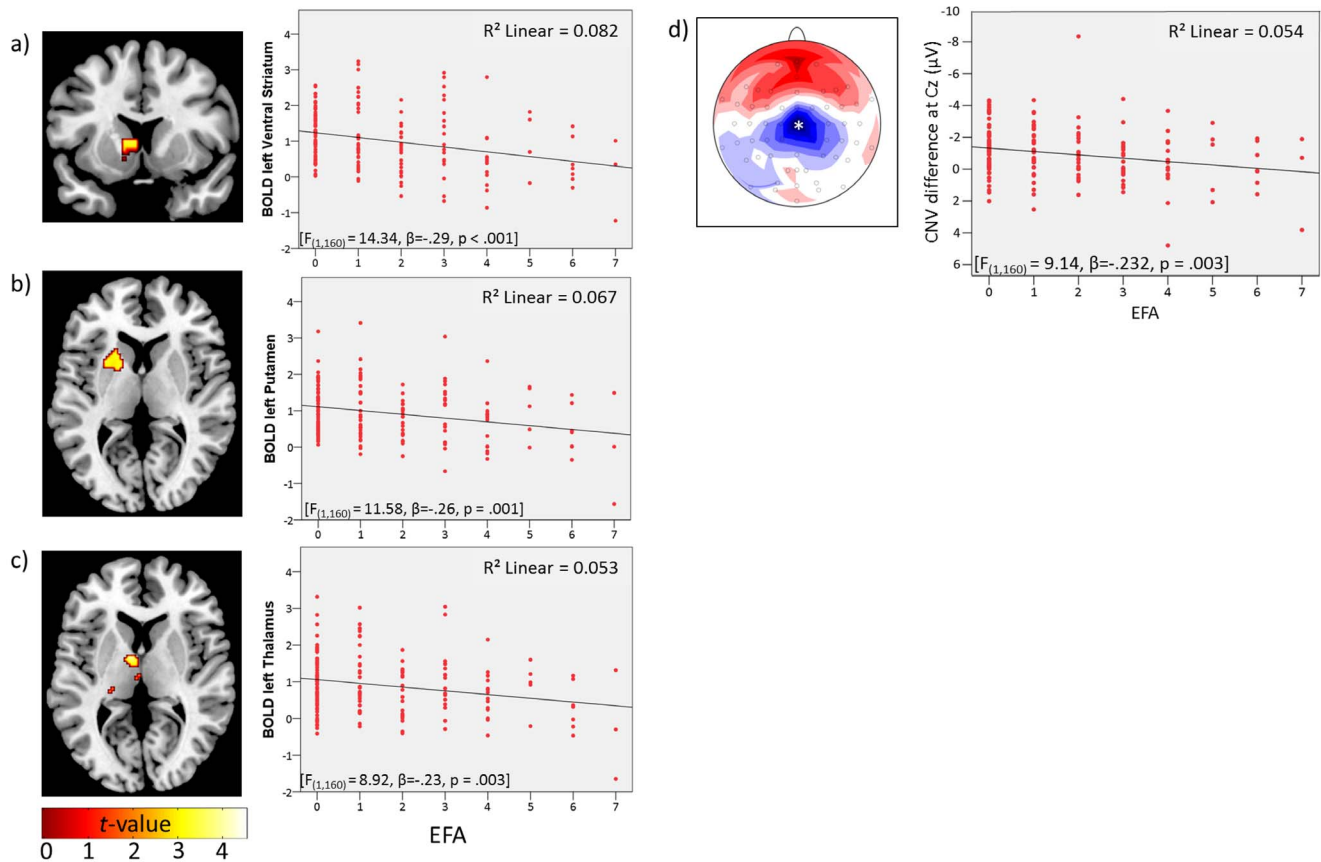 a)
R² Linear = 0.082
BOLD left Ventral Striatum
4
3
2
1
0
-1
-2
[F(1,160) = 14.34, β=-.29, p < .001]
0 1 2 3 4 5 6 7
b)
R² Linear = 0.067
BOLD left Putamen
4
3
2
1
0
-1
-2
[F(1,160) = 11.58, β=-.26, p = .001]
0 1 2 3 4 5 6 7
c)
R² Linear = 0.053
BOLD left Thalamus
4
3
2
1
0
-1
-2
[F(1,160) = 8.92, β=-.23, p = .003]
0 1 2 3 4 5 6 7
EFA
t-value
0 1 2 3 4
d)
*
R² Linear = 0.054
CNV difference at Cz (µV)
-10
-8
-6
-4
-2
0
2
4
6
[F(1,160) = 9.14, β=-.232, p = .003]
0 1 2 3 4 5 6 7
EFA